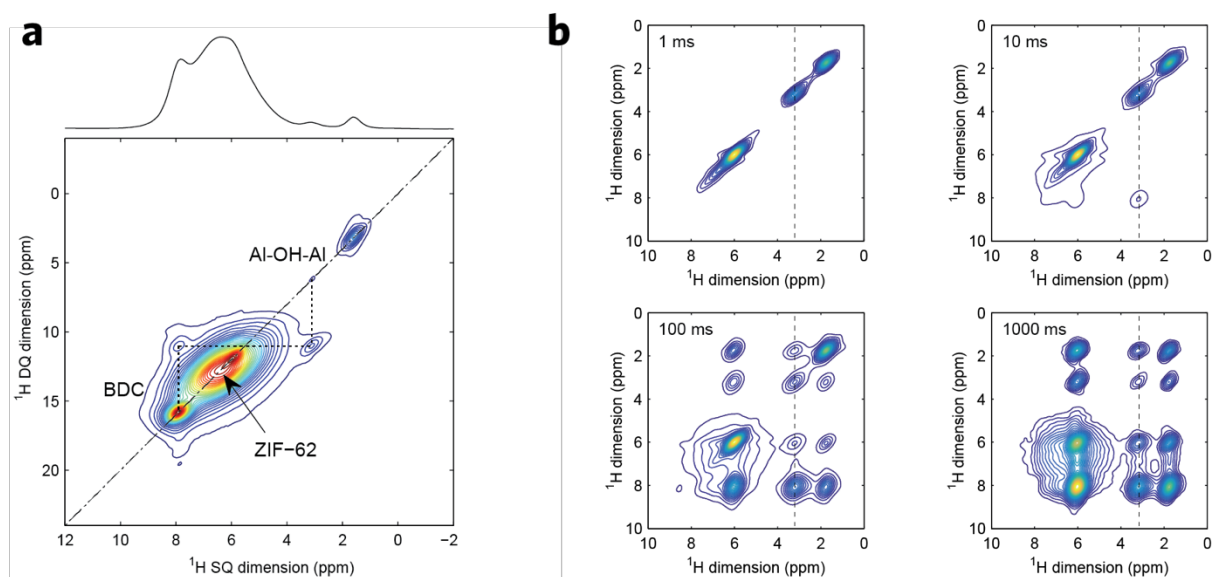 a
0
5
10
15
20
¹H DQ dimension (ppm)
Al-OH-Al
BDC
ZIF−62
12 10 8 6 4 2 0 −2
¹H SQ dimension (ppm)
b
1 ms
0
2
4
6
8
10
¹H dimension (ppm)
10 8 6 4 2 0
¹H dimension (ppm)
10 ms
0
2
4
6
8
10
¹H dimension (ppm)
10 8 6 4 2 0
¹H dimension (ppm)
100 ms
0
2
4
6
8
10
¹H dimension (ppm)
10 8 6 4 2 0
¹H dimension (ppm)
1000 ms
0
2
4
6
8
10
¹H dimension (ppm)
10 8 6 4 2 0
¹H dimension (ppm)